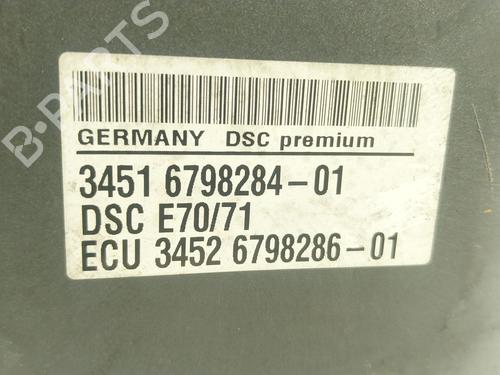 B-PARTS
GERMANY DSC premium
3451 6798284-01
DSC E70/71
ECU 3452 6798286-01